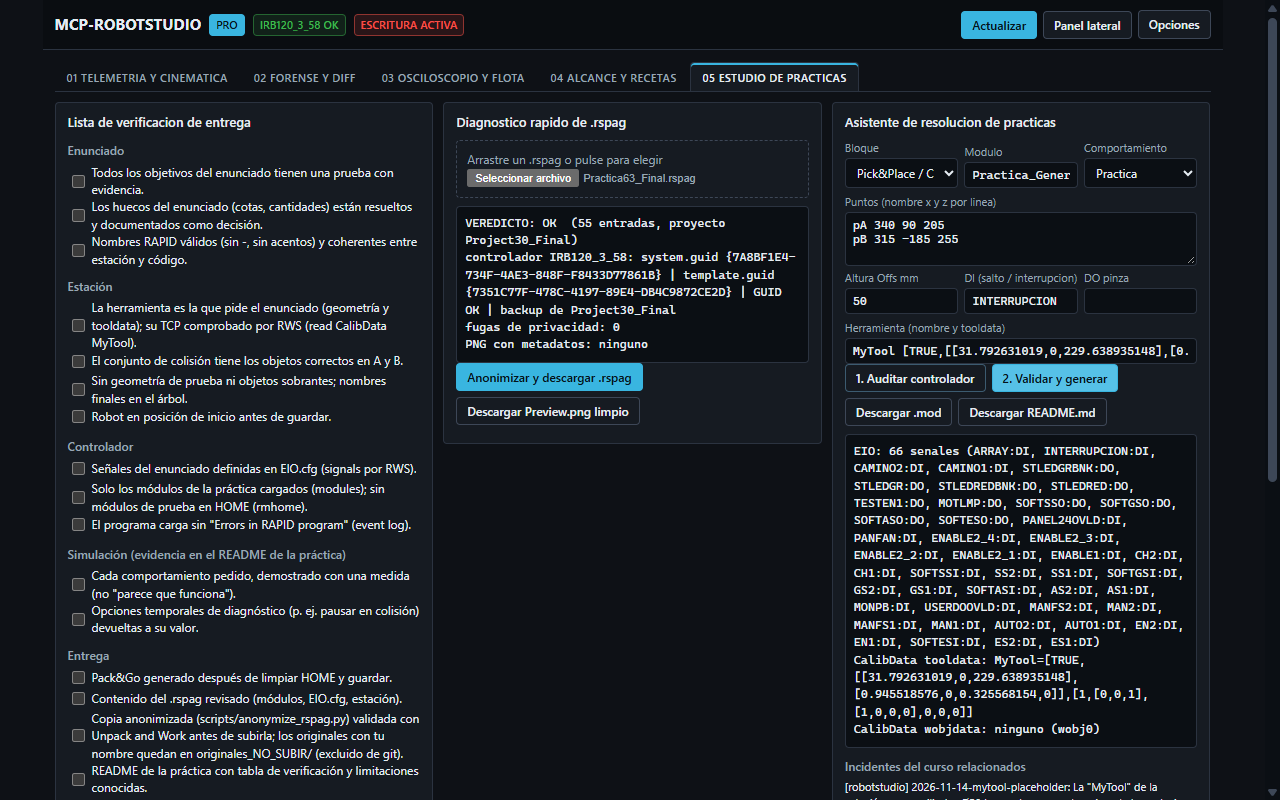 MCP-ROBOTSTUDIO PRO IRB120_3_58 OK ESCRITURA ACTIVA Actualizar Panel lateral Opciones
01 TELEMETRIA Y CINEMATICA 02 FORENSE Y DIFF 03 OSCILOSCOPIO Y FLOTA 04 ALCANCE Y RECETAS 05 ESTUDIO DE PRACTICAS
Lista de verificacion de entrega
Enunciado
Todos los objetivos del enunciado tienen una prueba con
evidencia.
Los huecos del enunciado (cotas, cantidades) están resueltos
y documentados como decisión.
Nombres RAPID válidos (sin -, sin acentos) y coherentes entre
estación y código.
Estación
La herramienta es la que pide el enunciado (geometría y
tooldata); su TCP comprobado por RWS (read CalibData
MyTool).
El conjunto de colisión tiene los objetos correctos en A y B.
Sin geometría de prueba ni objetos sobrantes; nombres
finales en el árbol.
Robot en posición de inicio antes de guardar.
Controlador
Señales del enunciado definidas en EIO.cfg (signals por RWS).
Solo los módulos de la práctica cargados (modules); sin
módulos de prueba en HOME (rmhome).
El programa carga sin "Errors in RAPID program" (event log).
Simulación (evidencia en el README de la práctica)
Cada comportamiento pedido, demostrado con una medida
(no "parece que funciona").
Opciones temporales de diagnóstico (p. ej. pausar en colisión)
devueltas a su valor.
Entrega
Pack&Go generado después de limpiar HOME y guardar.
Contenido del .rspag revisado (módulos, EIO.cfg, estación).
Copia anonimizada (scripts/anonymize_rspag.py) validada con
Unpack and Work antes de subirla; los originales con tu
nombre quedan en originales_NO_SUBIR/ (excluido de git).
README de la práctica con tabla de verificación y limitaciones
conocidas.
Diagnostico rapido de .rspag
Arrastre un .rspag o pulse para elegir
Seleccionar archivo Practica63_Final.rspag
VEREDICTO: OK (55 entradas, proyecto
Project30_Final)
controlador IRB120_3_58: system.guid {7A8BF1E4-
734F-4AE3-848F-F8433D77861B} | template.guid
{7351C77F-478C-4197-89E4-DB4C9872CE2D} | GUID
OK | backup de Project30_Final
fugas de privacidad: 0
PNG con metadatos: ninguno
Anonimizar y descargar .rspag
Descargar Preview.png limpio
Asistente de resolucion de practicas
Bloque Modulo Comportamiento
Pick&Place / C Practica_Gener Practica
Puntos (nombre x y z por linea)
pA 340 90 205
pB 315 -185 255
Altura Offs mm DI (salto / interrupcion) DO pinza
50 INTERRUPCION
Herramienta (nombre y tooldata)
MyTool [TRUE,[[31.792631019,0,229.638935148],[0.
1. Auditar controlador 2. Validar y generar
Descargar .mod Descargar README.md
EIO: 66 senales (ARRAY:DI, INTERRUPCION:DI,
CAMINO2:DI, CAMINO1:DI, STLEDGRBNK:DO,
STLEDGR:DO, STLEDREDBNK:DO, STLEDRED:DO,
TESTEN1:DO, MOTLMP:DO, SOFTSSO:DO, SOFTGSO:DO,
SOFTASO:DO, SOFTESO:DO, PANEL24OVLD:DI,
PANFAN:DI, ENABLE2_4:DI, ENABLE2_3:DI,
ENABLE2_2:DI, ENABLE2_1:DI, ENABLE1:DI, CH2:DI,
CH1:DI, SOFTSSI:DI, SS2:DI, SS1:DI, SOFTGSI:DI,
GS2:DI, GS1:DI, SOFTASI:DI, AS2:DI, AS1:DI,
MONPB:DI, USERDOOVLD:DI, MANFS2:DI, MAN2:DI,
MANFS1:DI, MAN1:DI, AUTO2:DI, AUTO1:DI, EN2:DI,
EN1:DI, SOFTESI:DI, ES2:DI, ES1:DI)
CalibData tooldata: MyTool=[TRUE,
[[31.792631019,0,229.638935148],
[0.945518576,0,0.325568154,0]],[1,[0,0,1],
[1,0,0,0],0,0,0]]
CalibData wobjdata: ninguno (wobj0)
Incidentes del curso relacionados
[robotstudio] 2026-11-14-mytool-placeholder: La "MyTool" de la